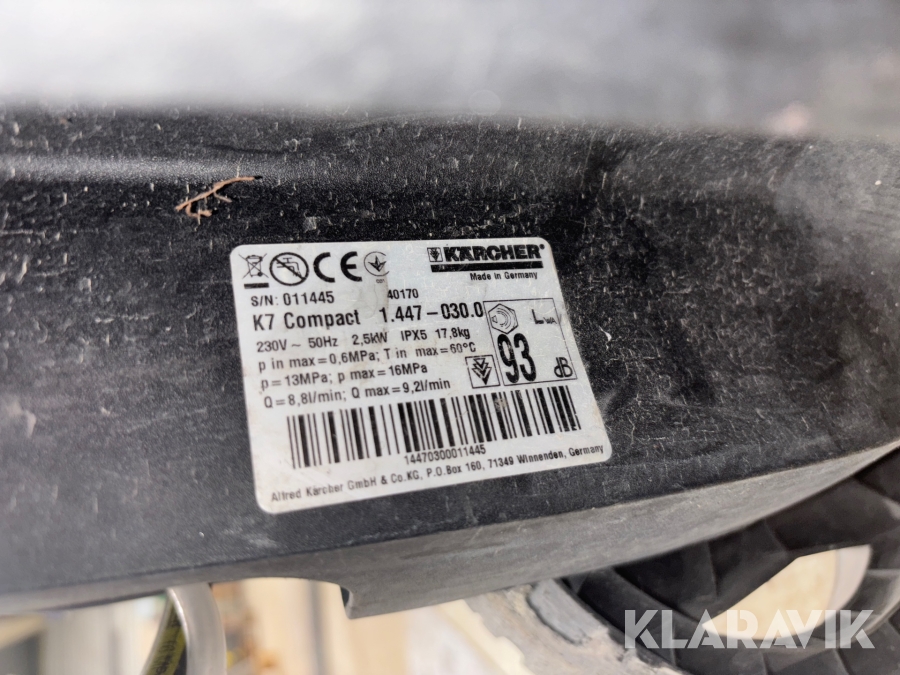 KÄRCHER
Made in Germany
S/N: 011445 40170
K7 Compact 1.447-030.0
230V ~ 50Hz 2,5kW IPX5 17,8kg
p in max=0,6MPa; T in max=60°C
p=13MPa; p max=16MPa
Q=8,8l/min; Q max=9,2l/min
LWA
93
dB
14470300011445
Alfred Kärcher GmbH & Co.KG, P.O.Box 160, 71349 Winnenden, Germany
KLARAVIK